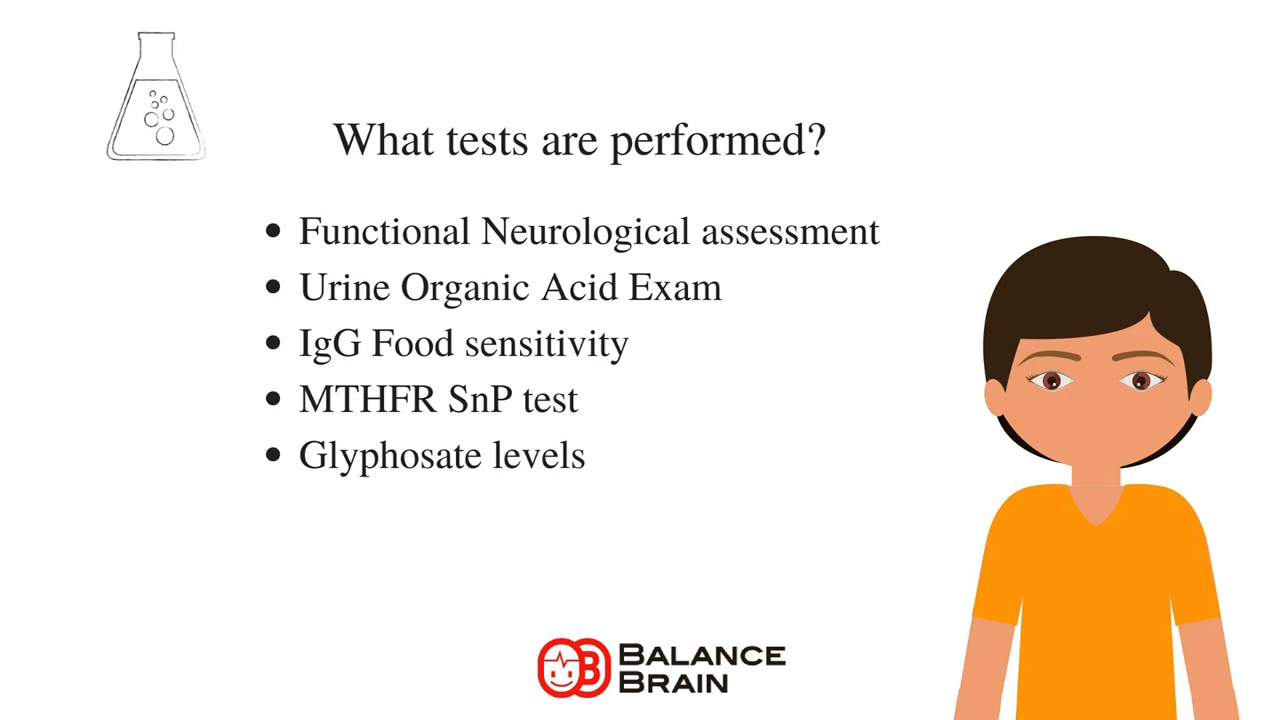 What tests are performed?
• Functional Neurological assessment
• Urine Organic Acid Exam
• IgG Food sensitivity
• MTHFR SnP test
• Glyphosate levels
B BALANCE
BRAIN